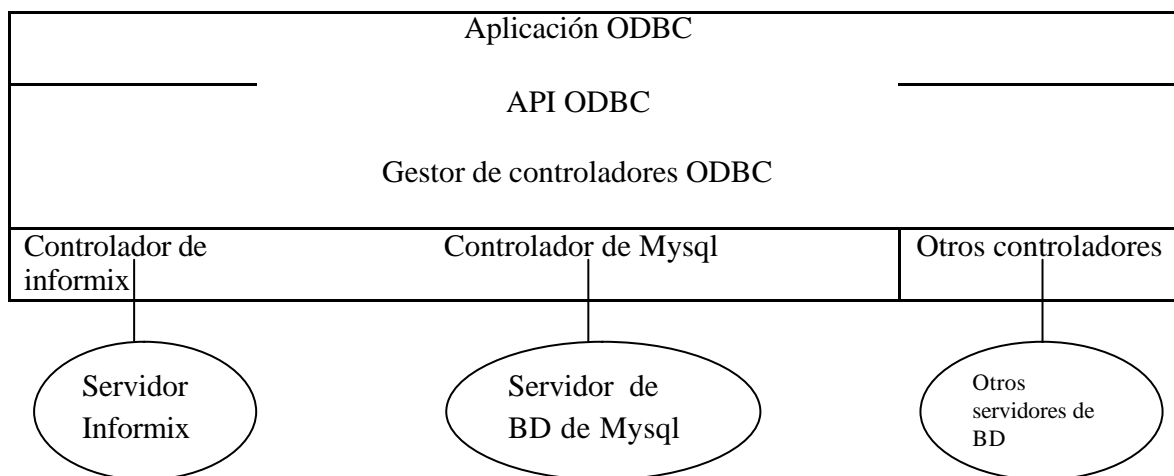 Aplicación ODBC
API ODBC
Gestor de controladores ODBC
Controlador de
informix
Controlador de Mysql
Otros controladores
Servidor
Informix
Servidor de
BD de Mysql
Otros
servidores de
BD